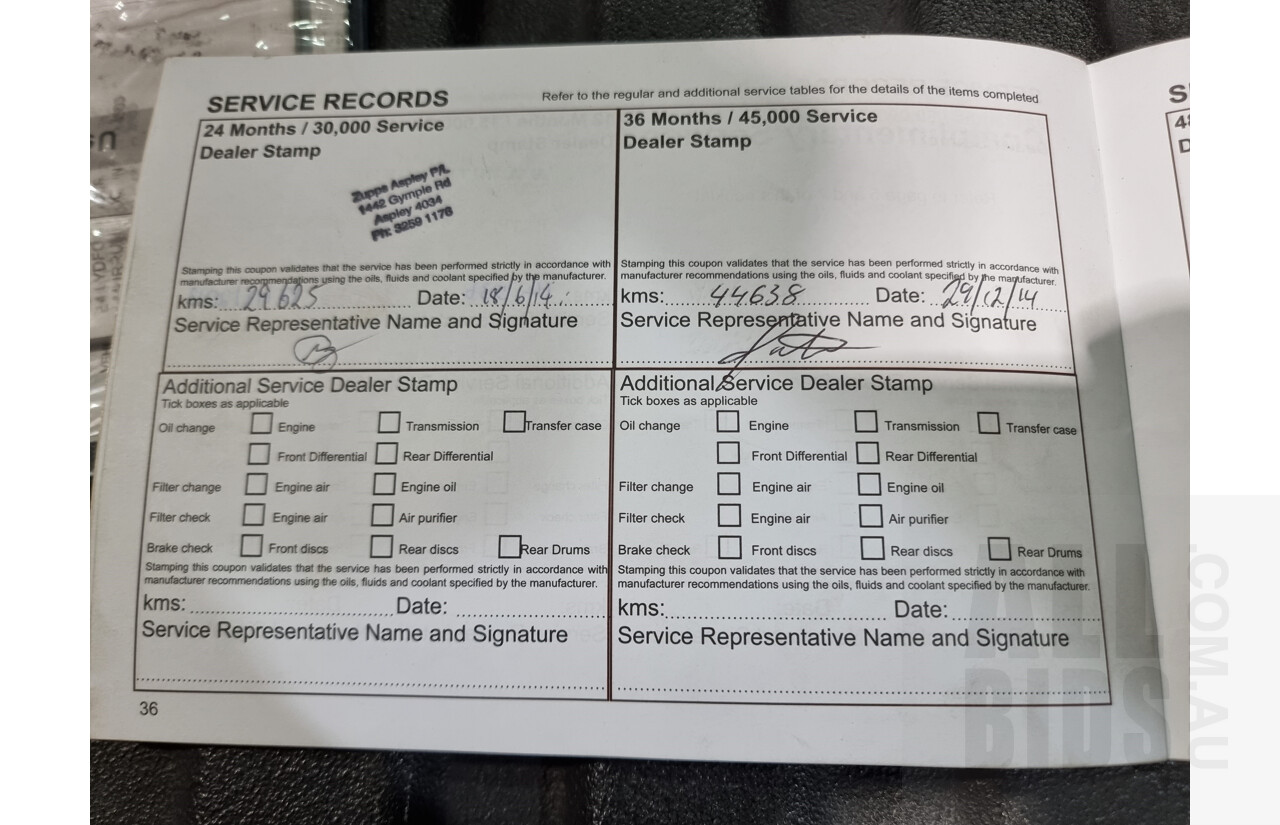 SERVICE RECORDS
Refer to the regular and additional service tables for the details of the items completed
24 Months / 30,000 Service
Dealer Stamp
Zupps Aspley P/L
1442 Gympie Rd
Aspley 4034
Ph: 3259 1176
Stamping this coupon validates that the service has been performed strictly in accordance with
manufacturer recommendations using the oils, fluids and coolant specified by the manufacturer.
kms: 29625 Date: 18/6/14
Service Representative Name and Signature
36 Months / 45,000 Service
Dealer Stamp
Stamping this coupon validates that the service has been performed strictly in accordance with
manufacturer recommendations using the oils, fluids and coolant specified by the manufacturer.
kms: 44638 Date: 29/12/14
Service Representative Name and Signature
Additional Service Dealer Stamp
Tick boxes as applicable
Oil change Engine Transmission Transfer case
Front Differential Rear Differential
Filter change Engine air Engine oil
Filter check Engine air Air purifier
Brake check Front discs Rear discs Rear Drums
Stamping this coupon validates that the service has been performed strictly in accordance with
manufacturer recommendations using the oils, fluids and coolant specified by the manufacturer.
kms: Date:
Service Representative Name and Signature
Additional Service Dealer Stamp
Tick boxes as applicable
Oil change Engine Transmission Transfer case
Front Differential Rear Differential
Filter change Engine air Engine oil
Filter check Engine air Air purifier
Brake check Front discs Rear discs Rear Drums
Stamping this coupon validates that the service has been performed strictly in accordance with
manufacturer recommendations using the oils, fluids and coolant specified by the manufacturer.
kms: Date:
Service Representative Name and Signature
36
ALL
BIDS
.COM.AU